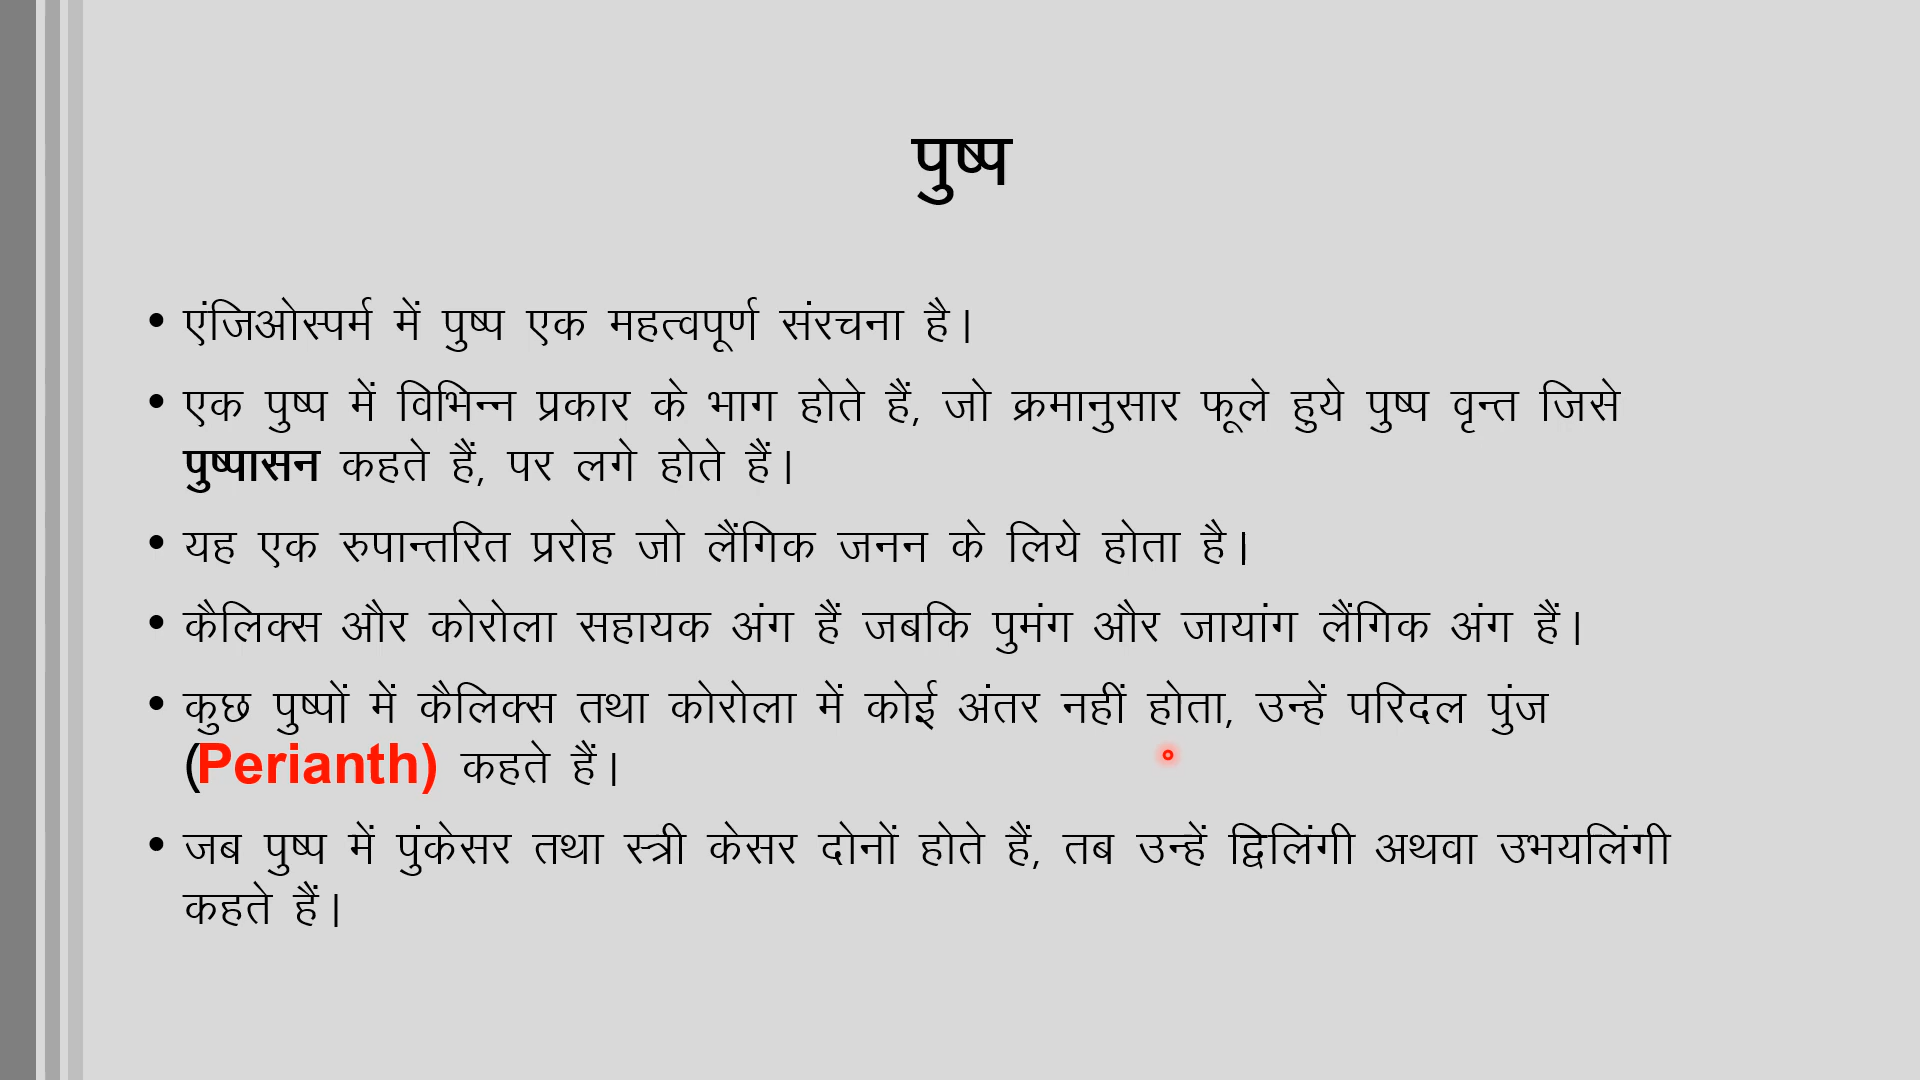 पुष्प
• एंजिओस्पर्म में पुष्प एक महत्वपूर्ण संरचना है।
• एक पुष्प में विभिन्न प्रकार के भाग होते हैं, जो क्रमानुसार फूले हुये पुष्प वृन्त जिसे
पुष्पासन कहते हैं, पर लगे होते हैं।
• यह एक रुपान्तरित प्ररोह जो लैंगिक जनन के लिये होता है।
• कैलिक्स और कोरोला सहायक अंग हैं जबकि पुमंग और जायांग लैंगिक अंग हैं।
• कुछ पुष्पों में कैलिक्स तथा कोरोला में कोई अंतर नहीं होता, उन्हें परिदल पुंज
(Perianth) कहते हैं।
• जब पुष्प में पुंकेसर तथा स्त्री केसर दोनों होते हैं, तब उन्हें द्विलिंगी अथवा उभयलिंगी
कहते हैं।